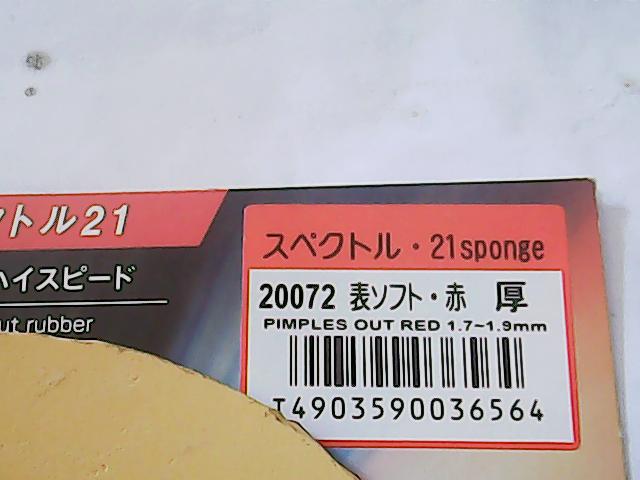 トル21
ハイスピード
ut rubber
スペクトル・21sponge
20072 表ソフト・赤 厚
PIMPLES OUT RED 1.7~1.9mm
T4903590036564